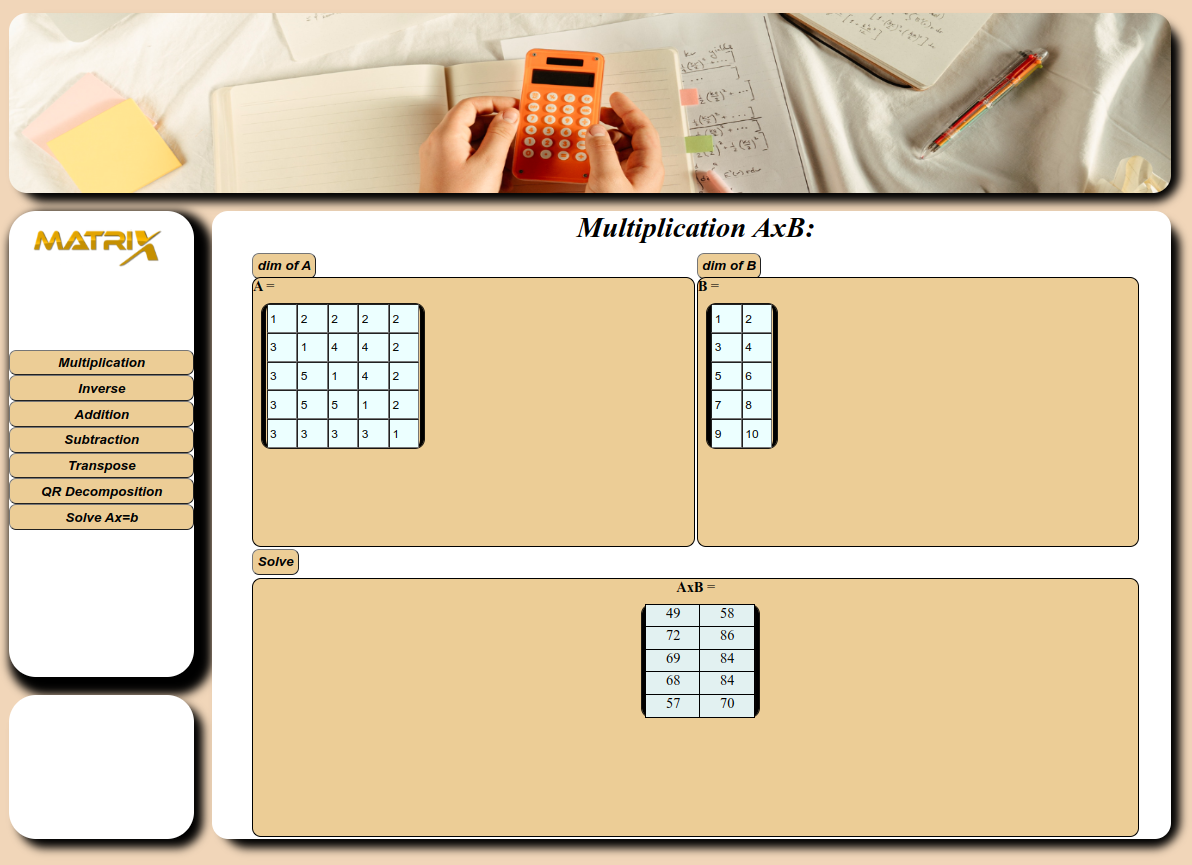 MATRIX
Multiplication
Inverse
Addition
Subtraction
Transpose
QR Decomposition
Solve Ax=b
Multiplication AxB:
dim of A
A =
1 2 2 2 2
3 1 4 4 2
3 5 1 4 2
3 5 5 1 2
3 3 3 3 1
dim of B
B =
1 2
3 4
5 6
7 8
9 10
Solve
AxB =
49 58
72 86
69 84
68 84
57 70